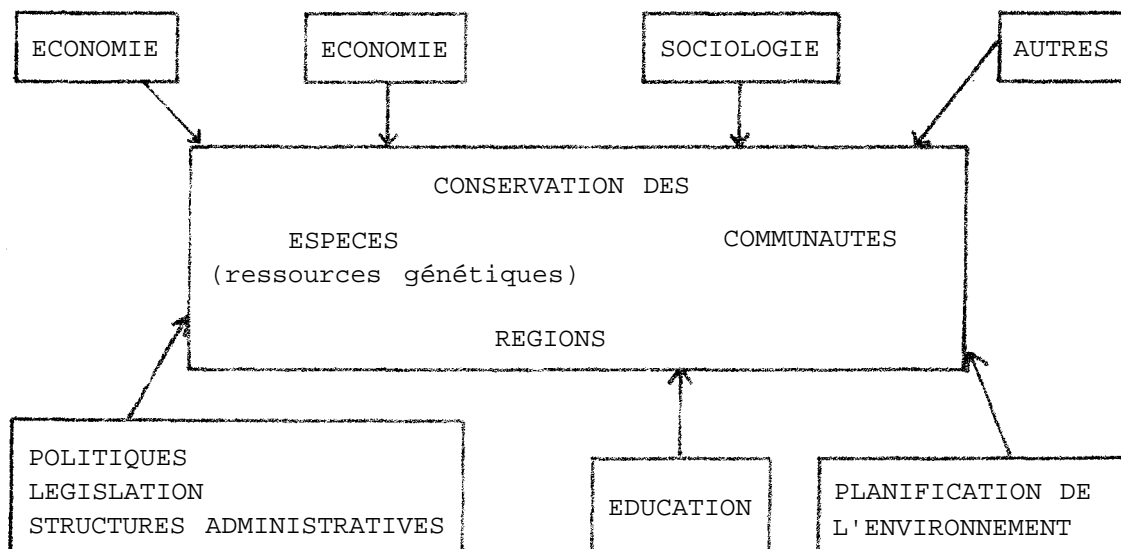 ECONOMIE
ECONOMIE
SOCIOLOGIE
AUTRES
CONSERVATION DES
ESPECES
COMMUNAUTES
(ressources génétiques)
REGIONS
POLITIQUES
LEGISLATION
STRUCTURES ADMINISTRATIVES
EDUCATION
PLANIFICATION DE
L'ENVIRONNEMENT